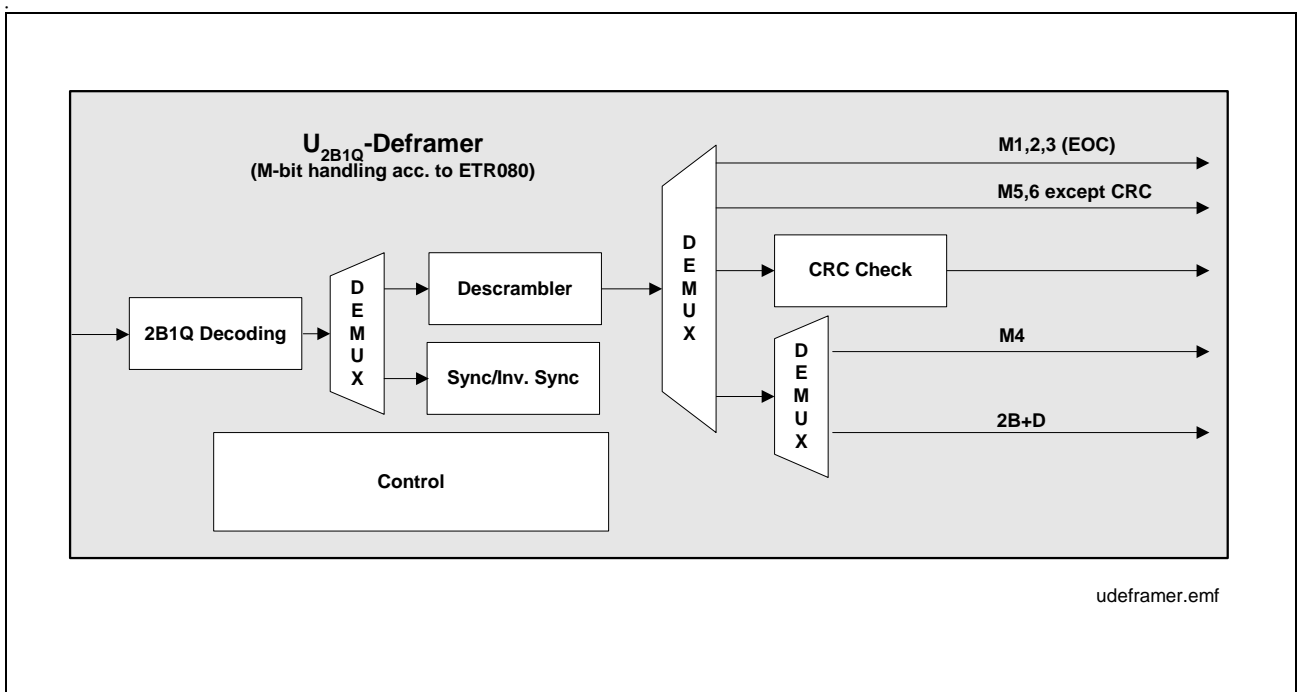 .
U2B1Q-Deframer
(M-bit handling acc. to ETR080)
M1,2,3 (EOC)
M5,6 except CRC
2B1Q Decoding
D
E
M
U
X
Descrambler
Sync/Inv. Sync
Control
D
E
M
U
X
CRC Check
D
E
M
U
X
M4
2B+D
udeframer.emf